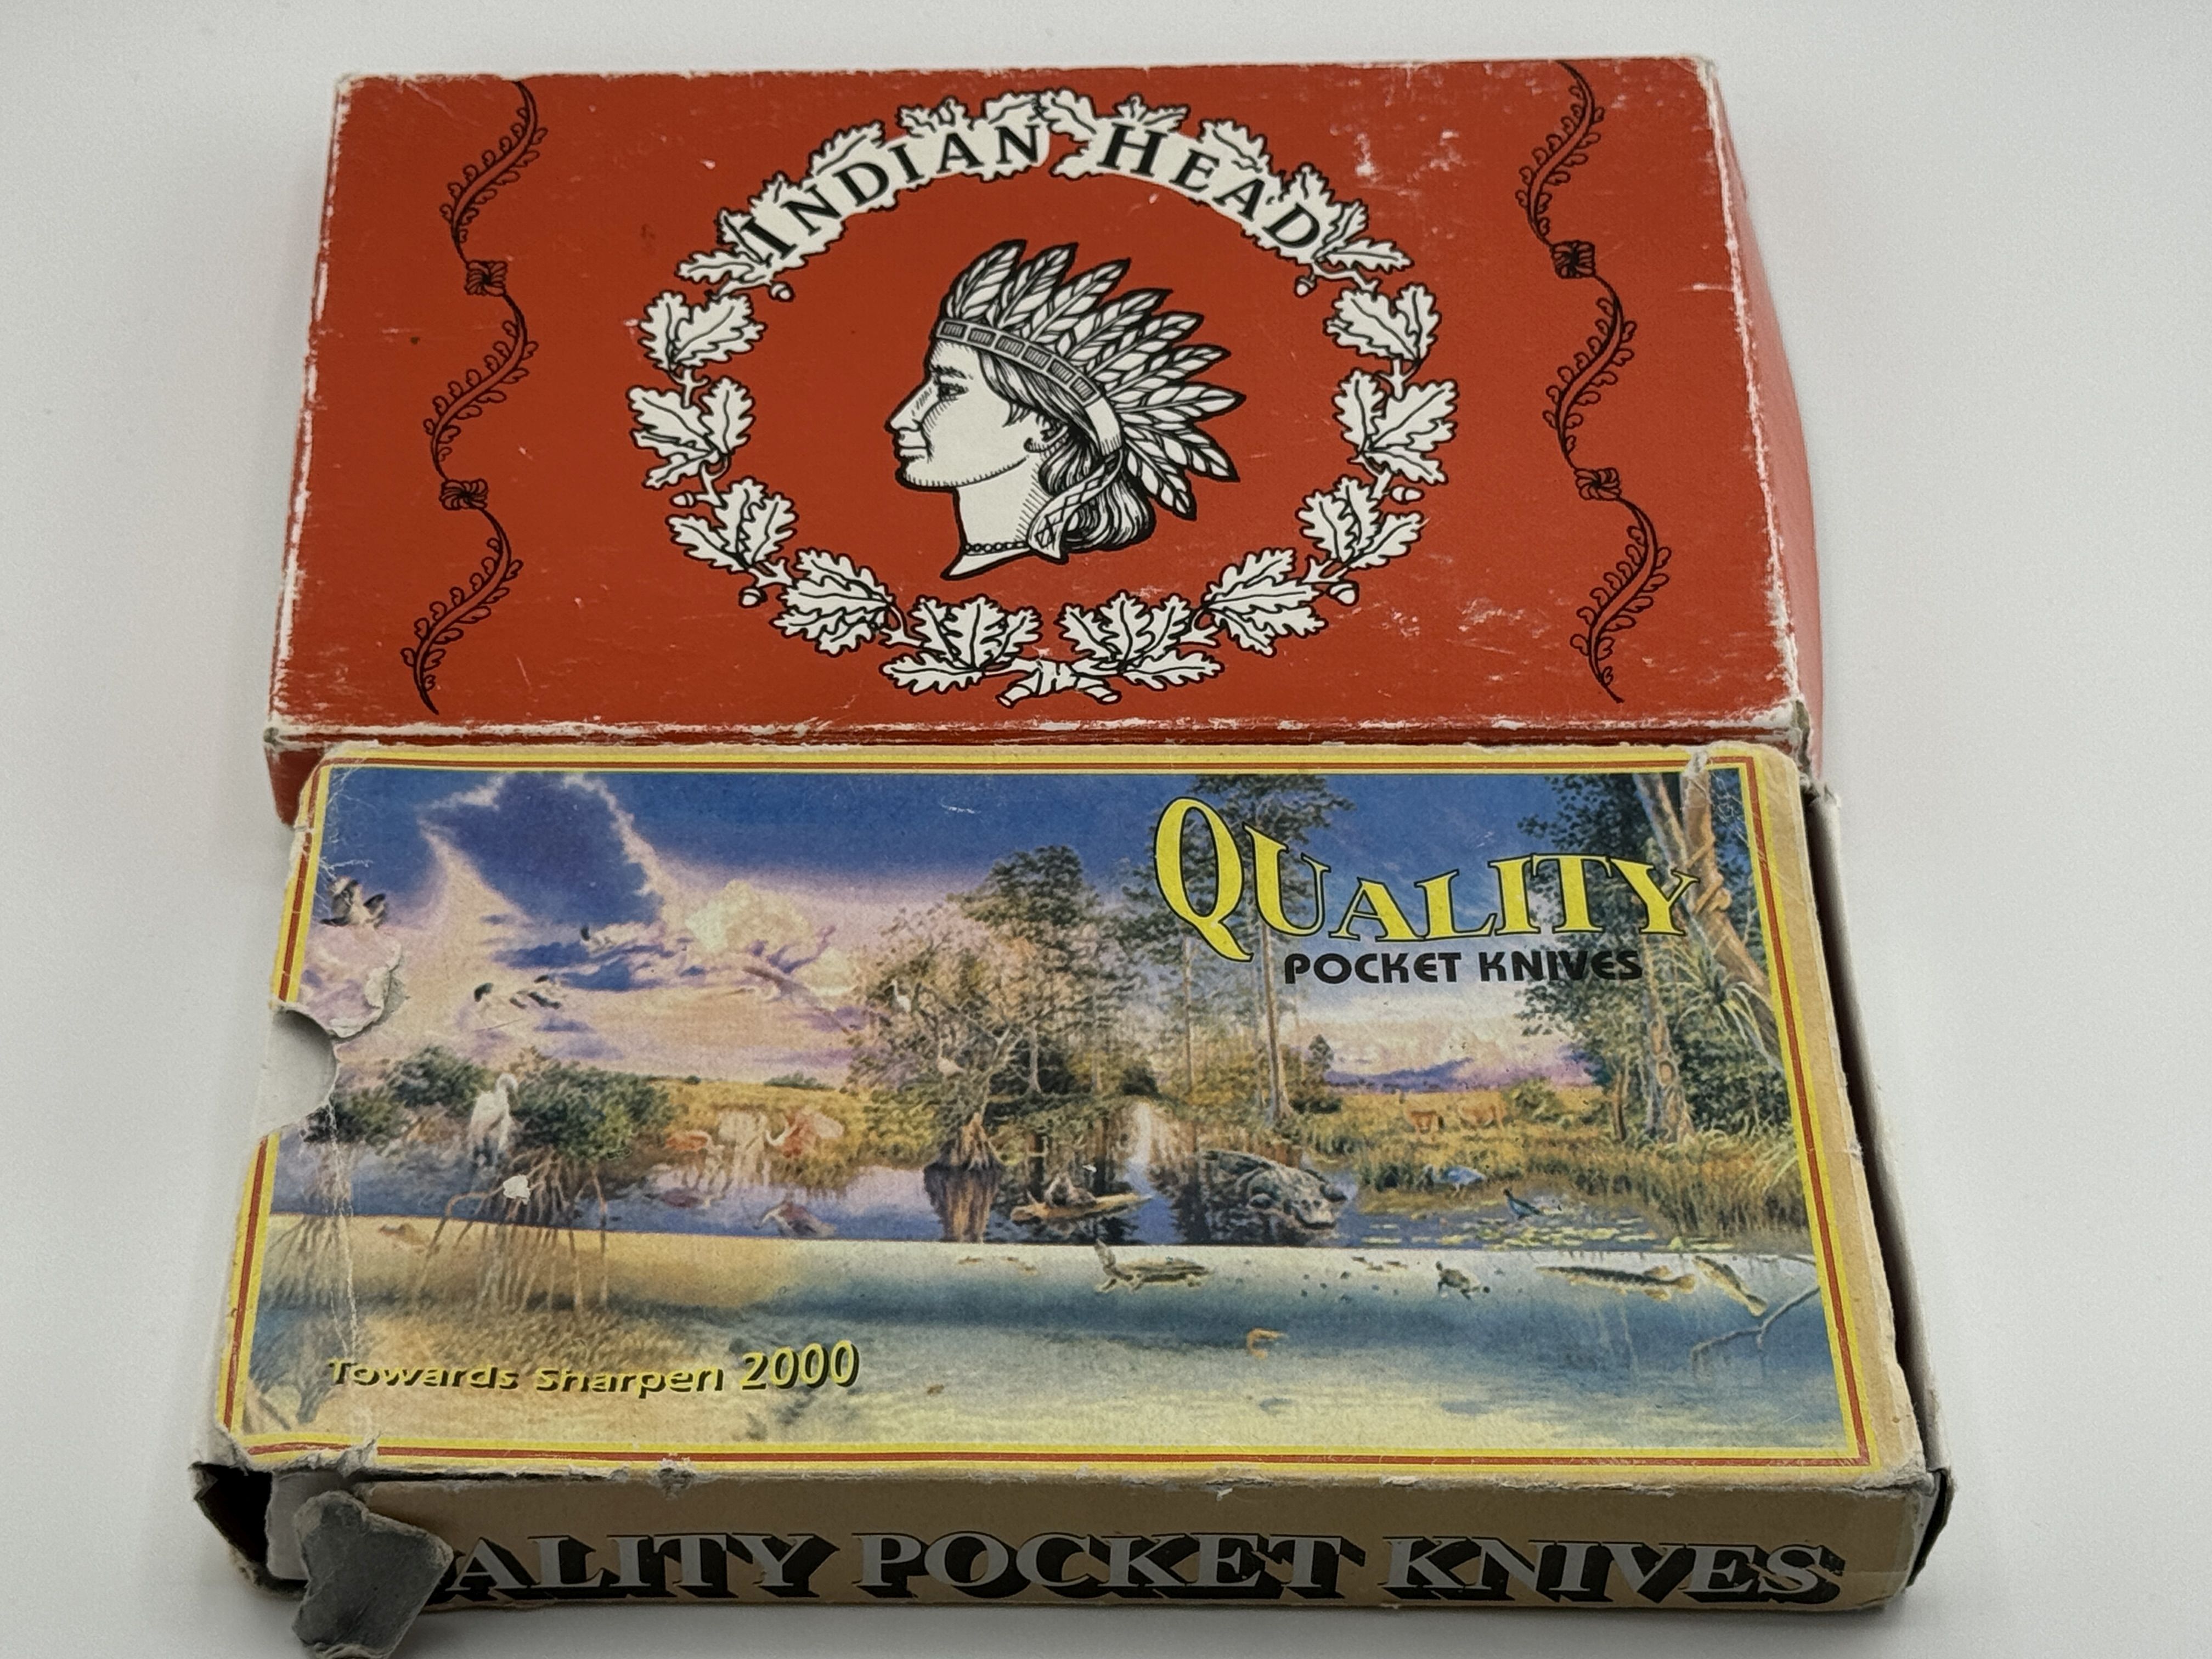 INDIAN HEAD
QUALITY
POCKET KNIVES
Towards Sharpen 2000
ALITY POCKET KNIVES